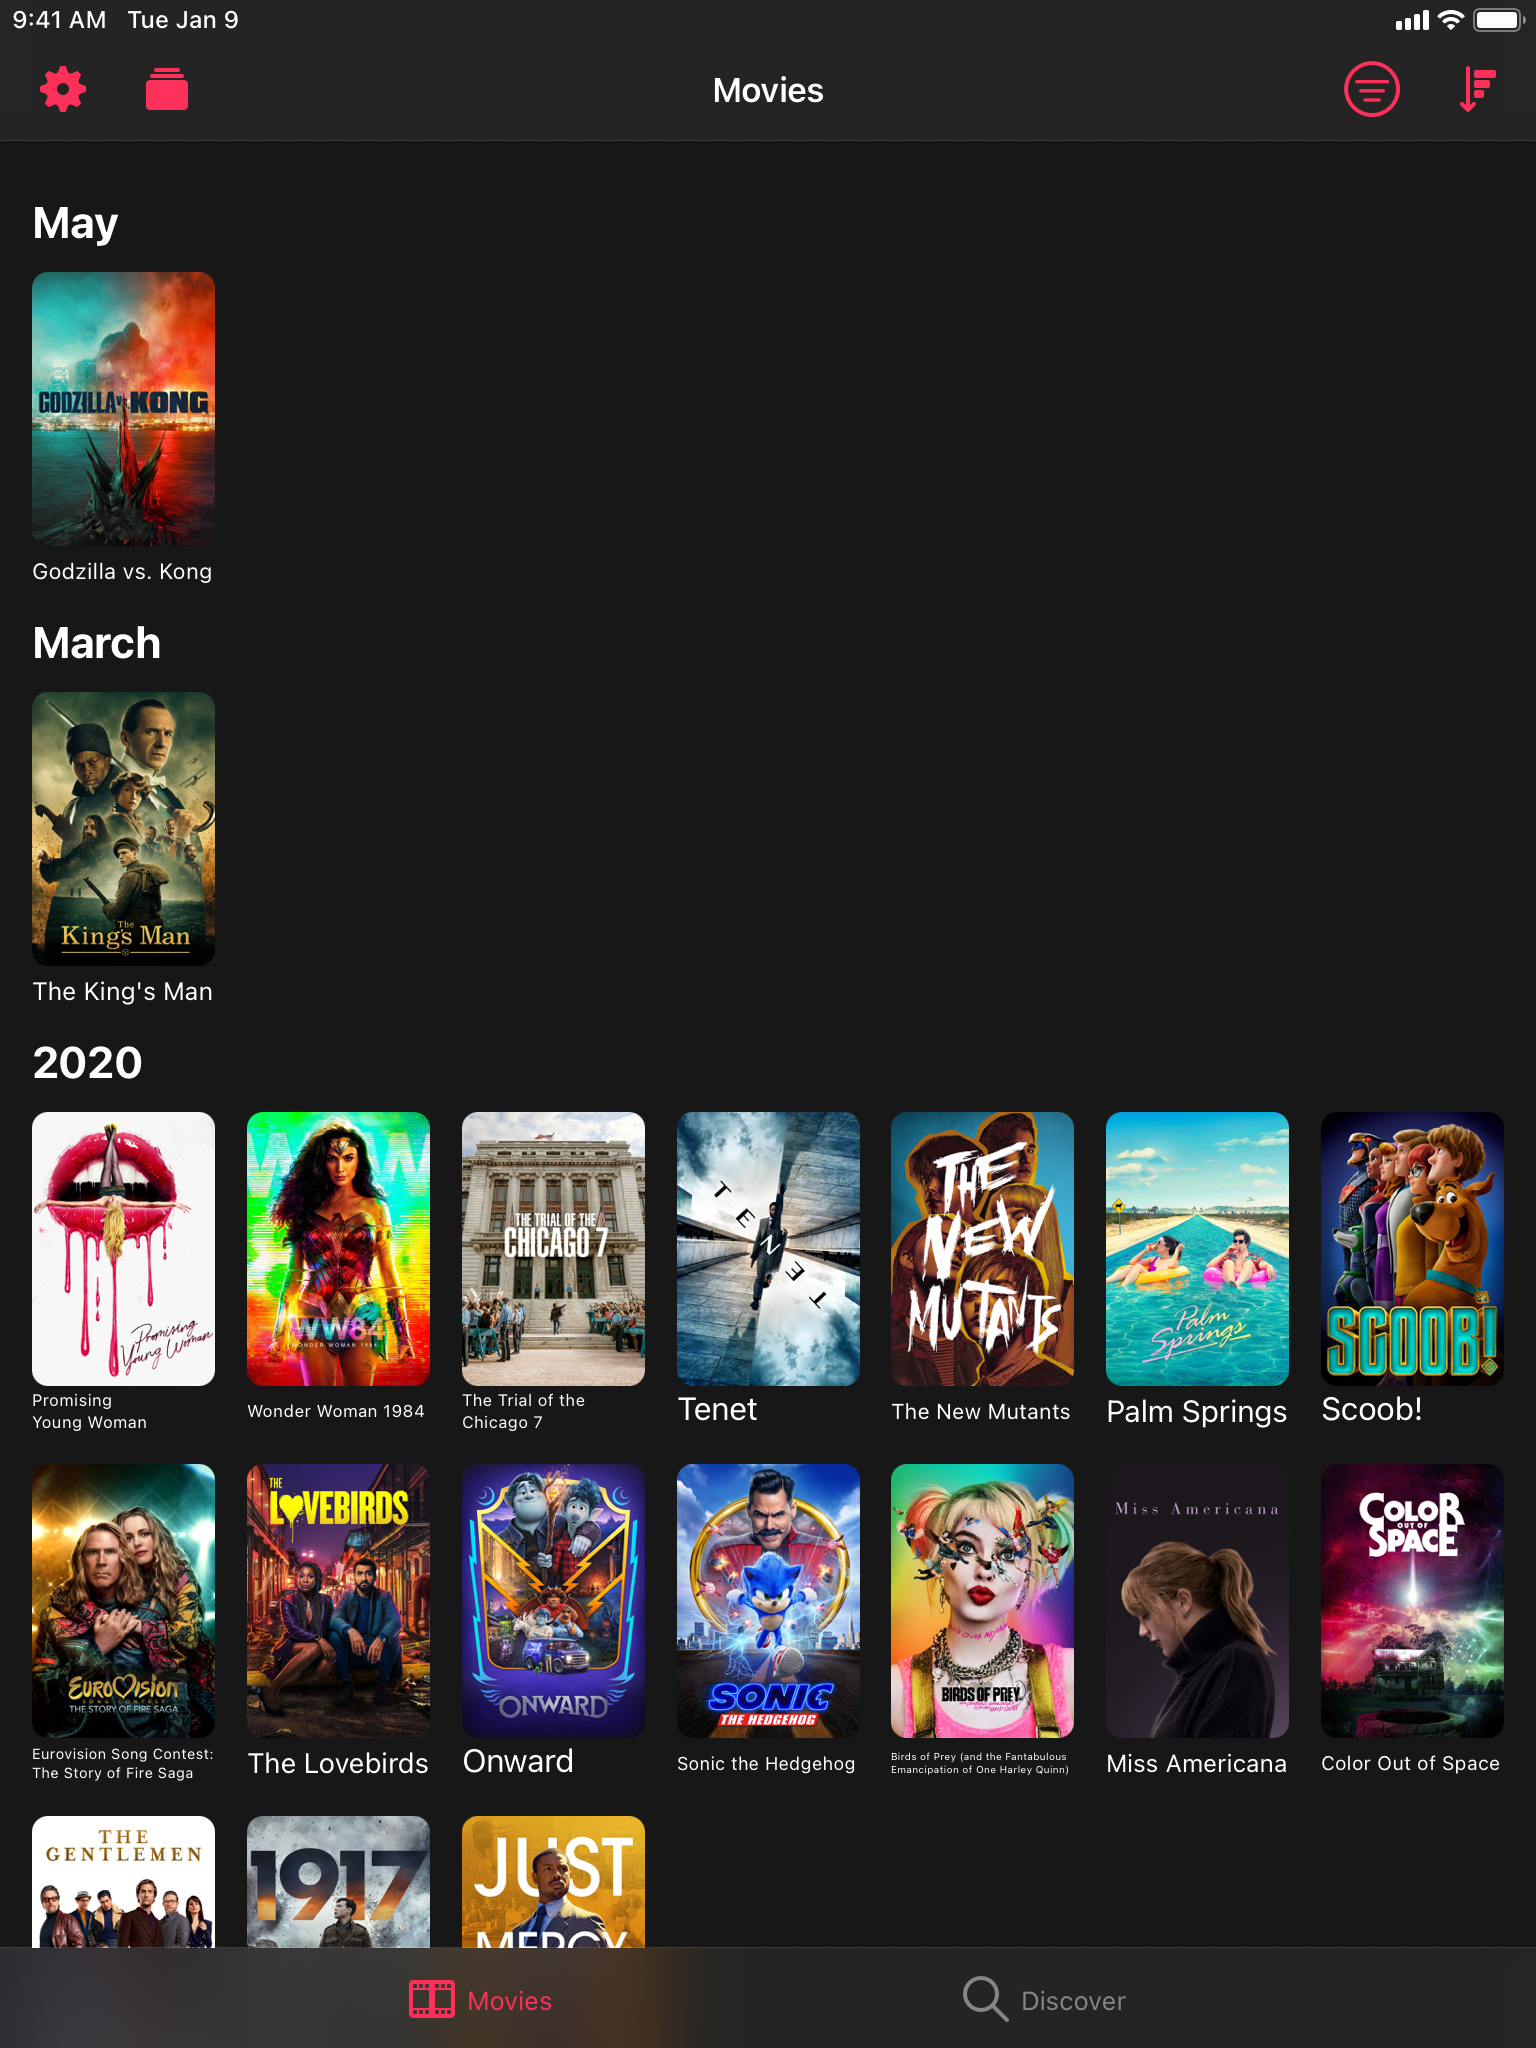 9:41 AM Tue Jan 9
Movies
May
GODZILLA vs. KONG
Godzilla vs. Kong
March
The
King's Man
The King's Man
2020
Promising
Young Woman
WW
WW84
WONDER WOMAN 1984
THE TRIAL OF THE
CHICAGO 7
TENET
THE
NEW
MUTANTS
Palm
Springs
SCOOB!
Promising
Young Woman
Wonder Woman 1984
The Trial of the
Chicago 7
Tenet
The New Mutants
Palm Springs
Scoob!
EUROVISION
SONG CONTEST
THE STORY OF FIRE SAGA
THE
LOVEBIRDS
ONWARD
SONIC
THE HEDGEHOG
BIRDS OF PREY
Miss Americana
COLOR
OUT OF
SPACE
Eurovision Song Contest:
The Story of Fire Saga
The Lovebirds
Onward
Sonic the Hedgehog
Birds of Prey (and the Fantabulous
Emancipation of One Harley Quinn)
Miss Americana
Color Out of Space
THE
GENTLEMEN
1917
JUST
MERCY
Movies
Discover